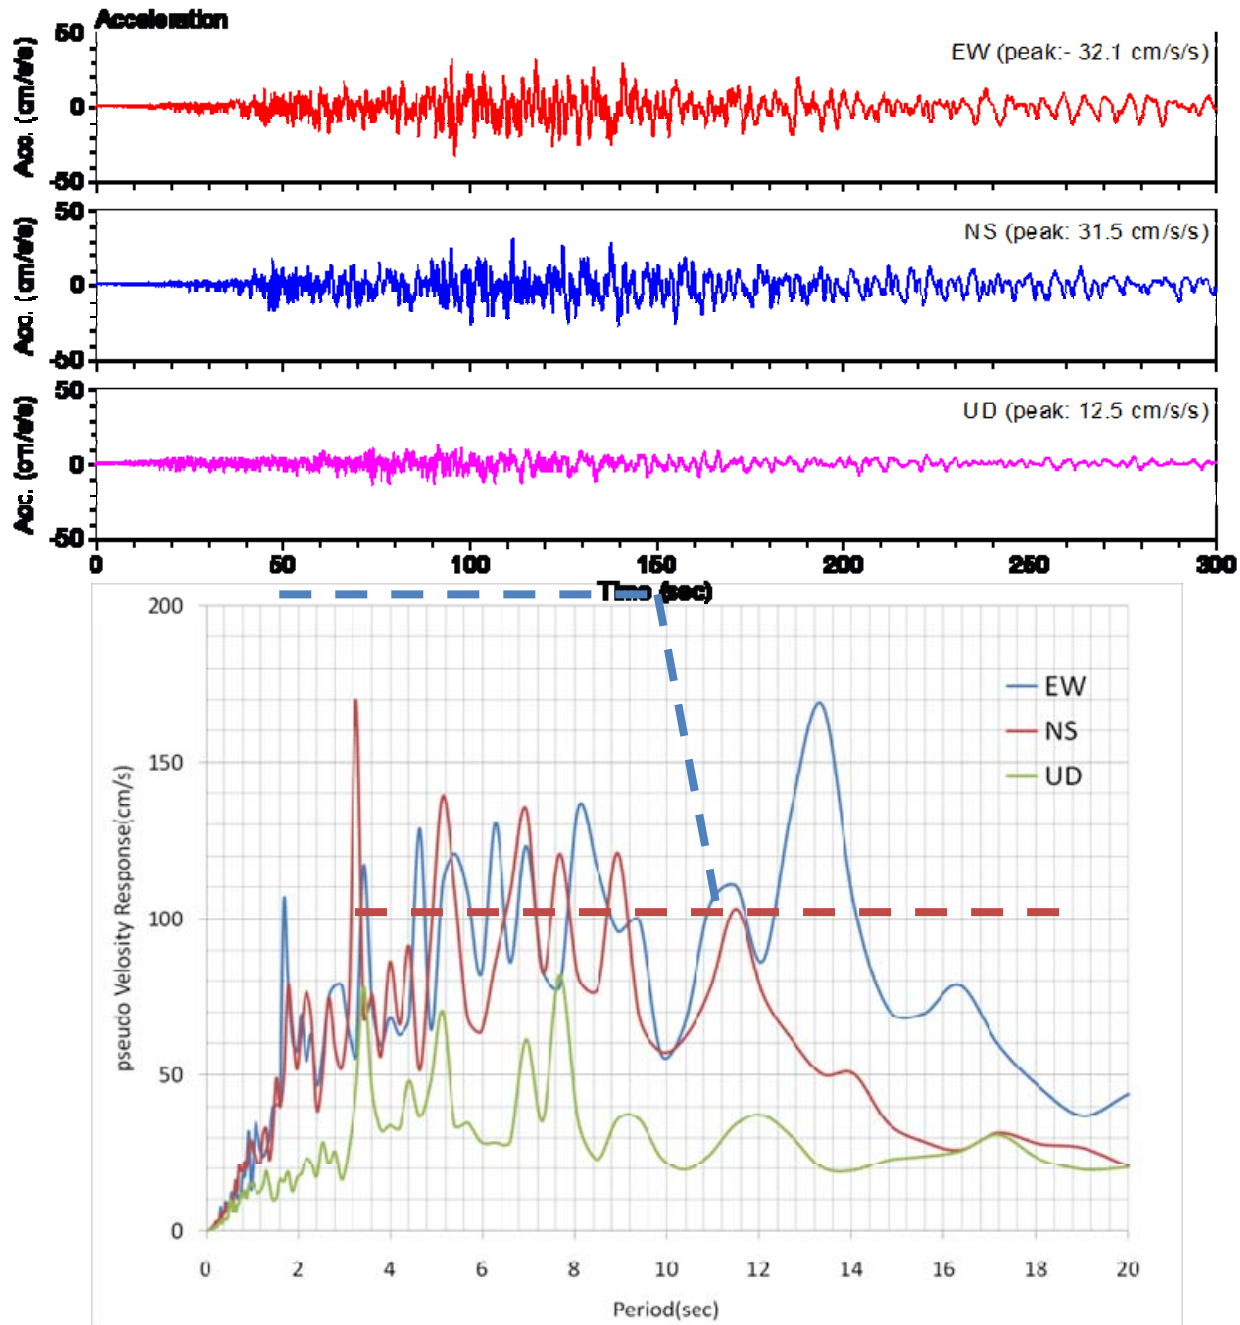 Acceleration
50
0
-50
Acc. (cm/s/s)
EW (peak:- 32.1 cm/s/s)
50
0
-50
Acc. (cm/s/s)
NS (peak: 31.5 cm/s/s)
50
0
-50
Acc. (cm/s/s)
UD (peak: 12.5 cm/s/s)
0 50 100 150 200 250 300
Time (sec)
200
150
100
50
0
pseudo Velosity Response(cm/s)
EW
NS
UD
0 2 4 6 8 10 12 14 16 18 20
Period(sec)